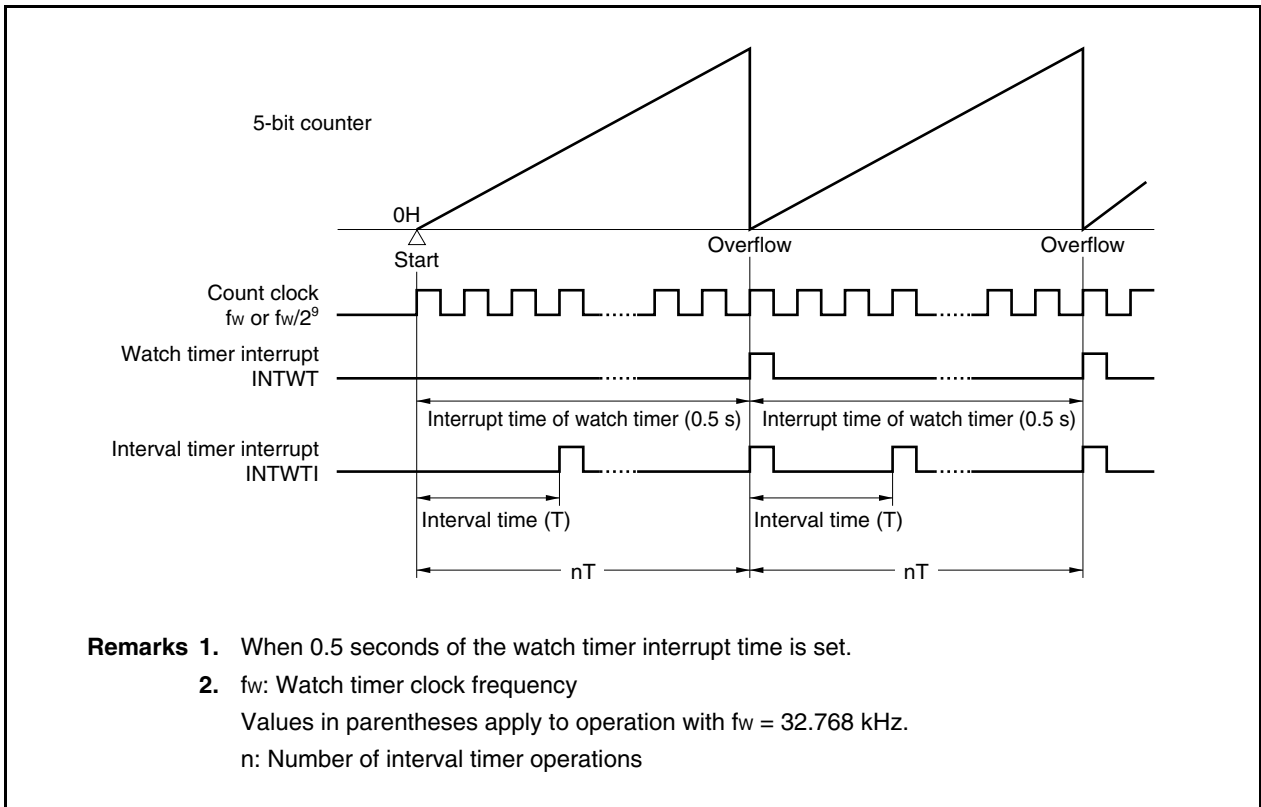 5-bit counter
0H
Start
Overflow
Overflow
Count clock
fW or fW/2⁹
Watch timer interrupt
INTWT
Interrupt time of watch timer (0.5 s)
Interrupt time of watch timer (0.5 s)
Interval timer interrupt
INTWTI
Interval time (T)
Interval time (T)
nT
nT
Remarks 1. When 0.5 seconds of the watch timer interrupt time is set.
2. fW: Watch timer clock frequency
Values in parentheses apply to operation with fW = 32.768 kHz.
n: Number of interval timer operations